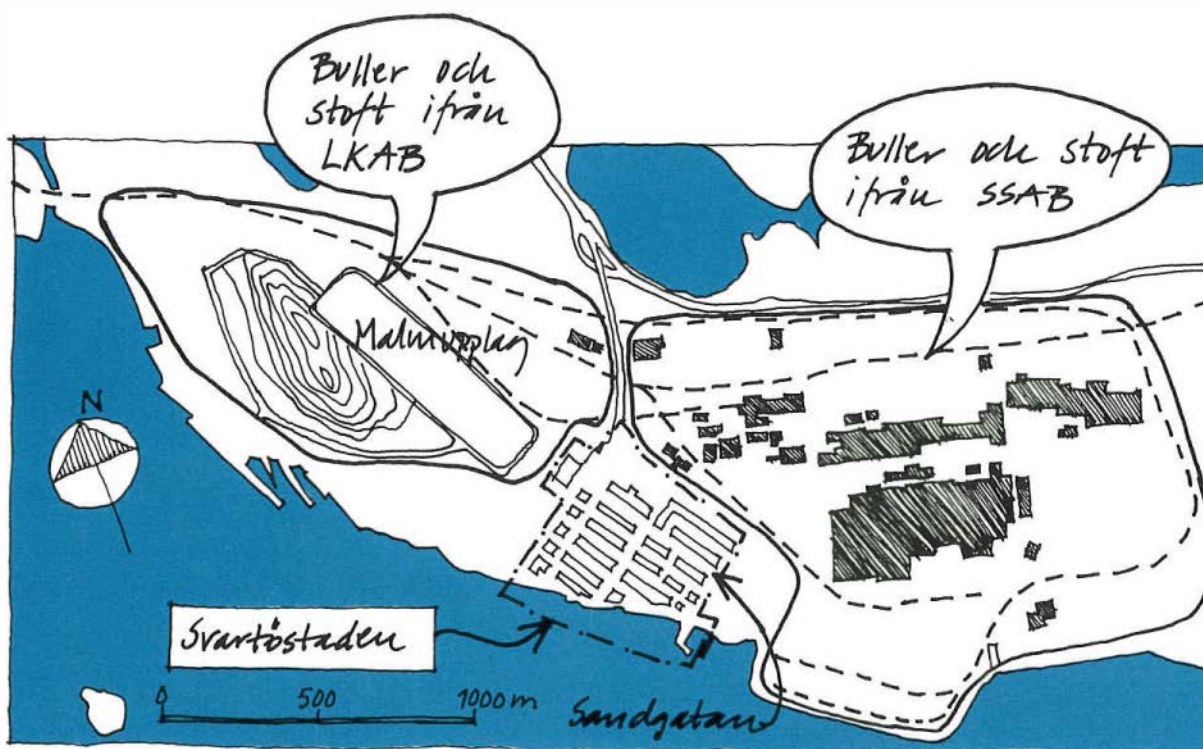 Buller och
stoft ifrån
LKAB
Buller och stoft
ifrån SSAB
Malmupplag
N
Svartöstaden
0 500 1000 m
Sandgatan